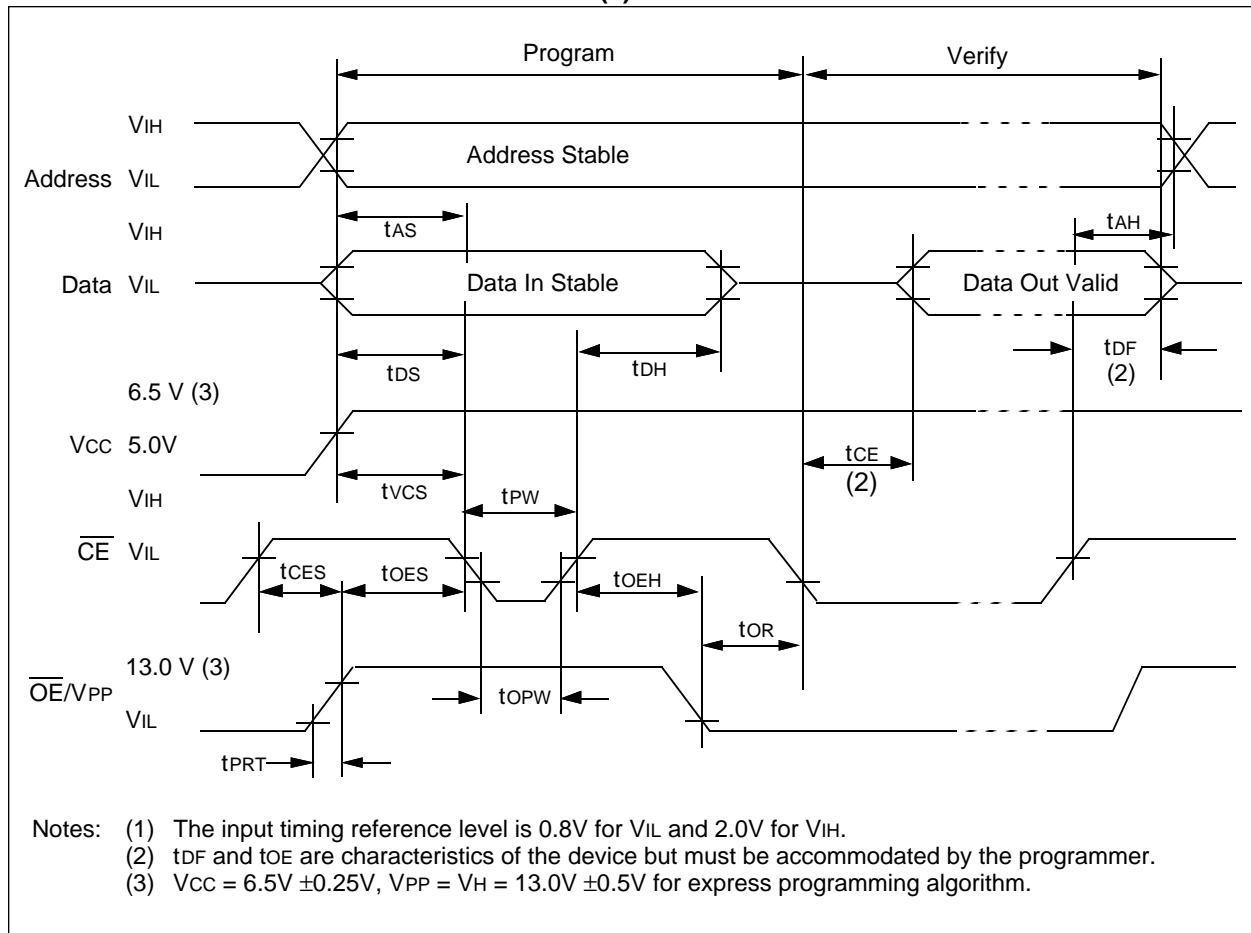 Program
Verify
VIH
Address Stable
Address VIL
VIH
tAS
tAH
Data VIL
Data In Stable
Data Out Valid
tDS
tDH
tDF
(2)
6.5 V (3)
VCC 5.0V
tCE
(2)
VIH
tVCS
tPW
CE VIL
tCES
tOES
tOEH
tOR
13.0 V (3)
OE/VPP
tOPW
VIL
tPRT
Notes: (1) The input timing reference level is 0.8V for VIL and 2.0V for VIH.
(2) tDF and tOE are characteristics of the device but must be accommodated by the programmer.
(3) VCC = 6.5V ±0.25V, VPP = VH = 13.0V ±0.5V for express programming algorithm.